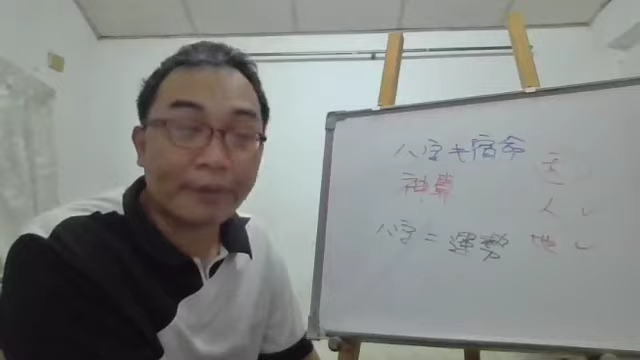 八字≠宿命 天
神算
人 ✓
八字=運勢 地 ✓